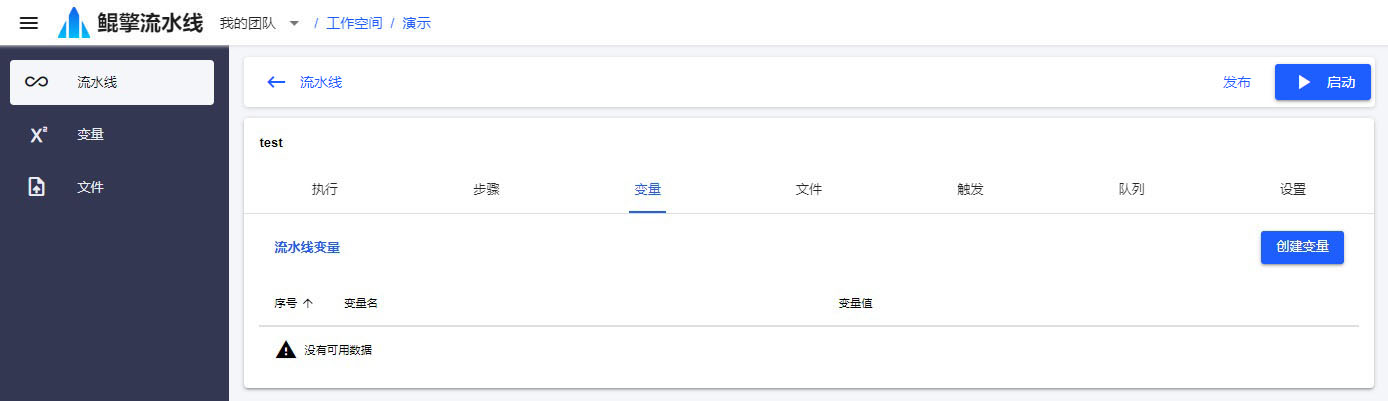 鲲擎流水线 我的团队 / 工作空间 / 演示
流水线
变量
文件
流水线 发布 启动
test
执行 步骤 变量 文件 触发 队列 设置
流水线变量 创建变量
序号 变量名 变量值
没有可用数据